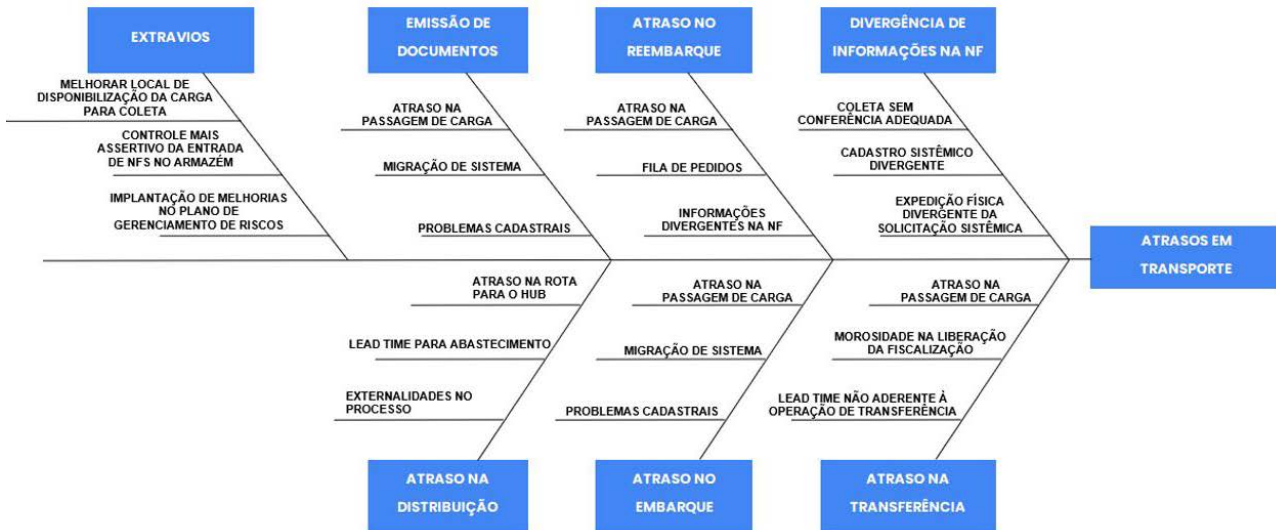 EXTRAVIOS
EMISSÃO DE
DOCUMENTOS
ATRASO NO
REEMBARQUE
DIVERGÊNCIA DE
INFORMAÇÕES NA NF
MELHORAR LOCAL DE
DISPONIBILIZAÇÃO DA CARGA
PARA COLETA
CONTROLE MAIS
ASSERTIVO DA ENTRADA
DE NFS NO ARMAZÉM
IMPLANTAÇÃO DE MELHORIAS
NO PLANO DE
GERENCIAMENTO DE RISCOS
ATRASO NA
PASSAGEM DE CARGA
MIGRAÇÃO DE SISTEMA
PROBLEMAS CADASTRAIS
ATRASO NA
PASSAGEM DE CARGA
FILA DE PEDIDOS
INFORMAÇÕES
DIVERGENTES NA NF
COLETA SEM
CONFERÊNCIA ADEQUADA
CADASTRO SISTÊMICO
DIVERGENTE
EXPEDIÇÃO FÍSICA
DIVERGENTE DA
SOLICITAÇÃO SISTÊMICA
ATRASOS EM
TRANSPORTE
ATRASO NA ROTA
PARA O HUB
LEAD TIME PARA ABASTECIMENTO
EXTERNALIDADES NO
PROCESSO
ATRASO NA
PASSAGEM DE CARGA
MIGRAÇÃO DE SISTEMA
PROBLEMAS CADASTRAIS
ATRASO NA
PASSAGEM DE CARGA
MOROSIDADE NA LIBERAÇÃO
DA FISCALIZAÇÃO
LEAD TIME NÃO ADERENTE À
OPERAÇÃO DE TRANSFERÊNCIA
ATRASO NA
DISTRIBUIÇÃO
ATRASO NO
EMBARQUE
ATRASO NA
TRANSFERÊNCIA